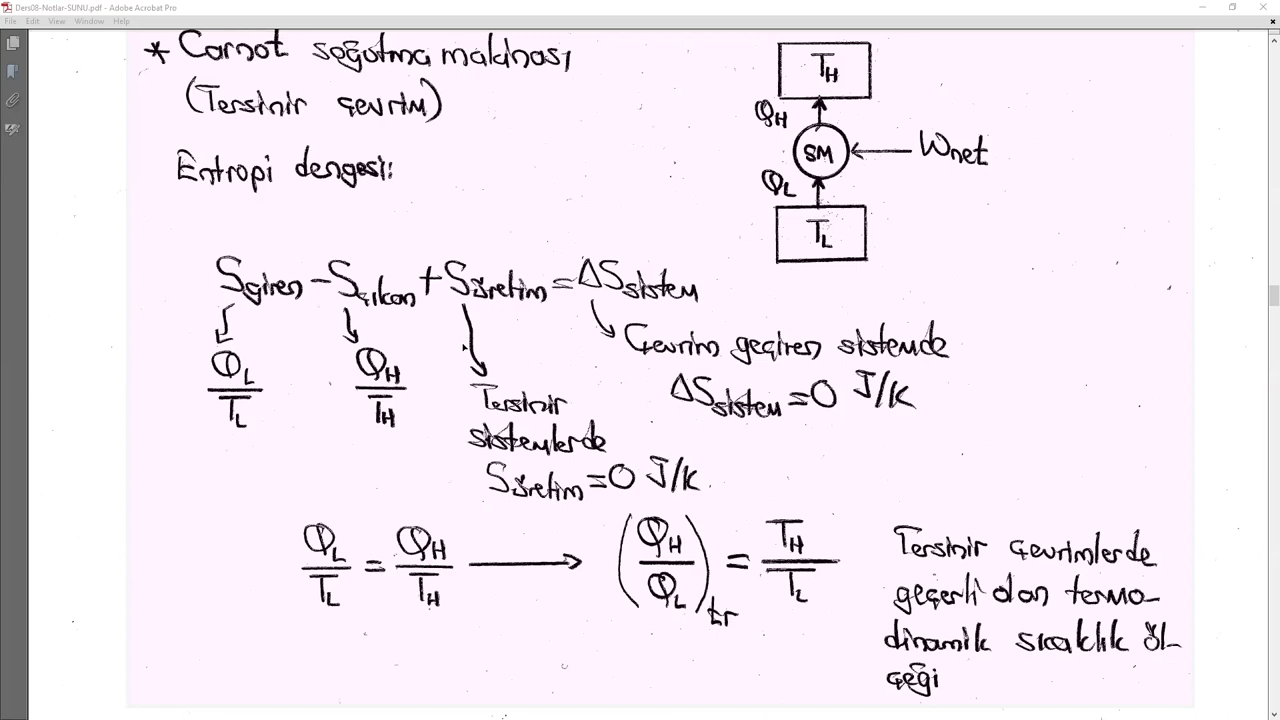 Ders08-Notlar-SUNU.pdf - Adobe Acrobat Pro
File Edit View Window Help
* Carnot soğutma makinası
(Tersinir çevrim)
Entropi dengesi:
TH
QH
SM
Wnet
QL
TL
Sgiren - Sçıkan + Süretim = ΔSsistem
QL/TL
QH/TH
Tersinir
sistemlerde
Süretim = 0 J/K
Çevrim geçiren sistemde
ΔSsistem = 0 J/K
QL/TL = QH/TH → (QH/QL)tr = TH/TL
Tersinir çevrimlerde
geçerli olan termo-
dinamik sıcaklık öl-
çeği